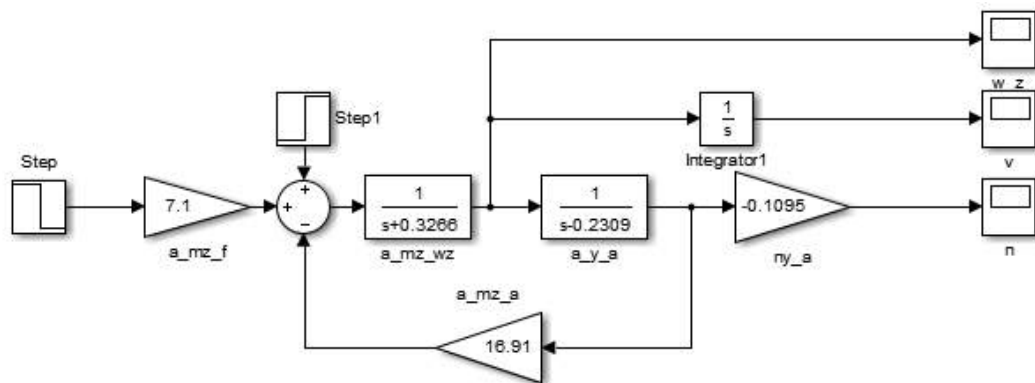 w_z
Step1
1
s
Integrator1
v
Step
7.1
a_mz_f
+
+
−
1
s+0.3266
a_mz_wz
1
s-0.2309
a_y_a
-0.1095
ny_a
n
a_mz_a
16.91